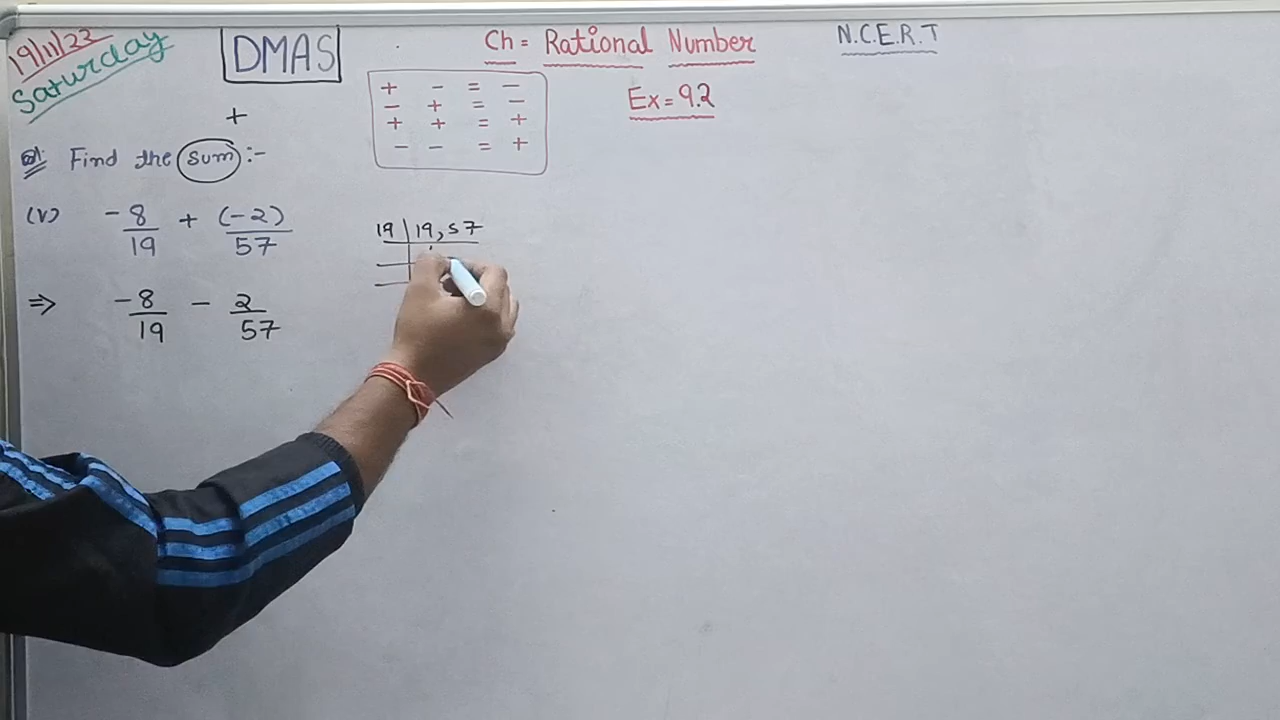 19/11/22
Saturday
DMAS
Ch = Rational Number
N.C.E.R.T
Ex = 9.2
+ - = -
- + = -
+ + = +
- - = +
+
Q1. Find the sum :-
(v) -8/19 + (-2)/57
⇒ -8/19 - 2/57
19 | 19, 57